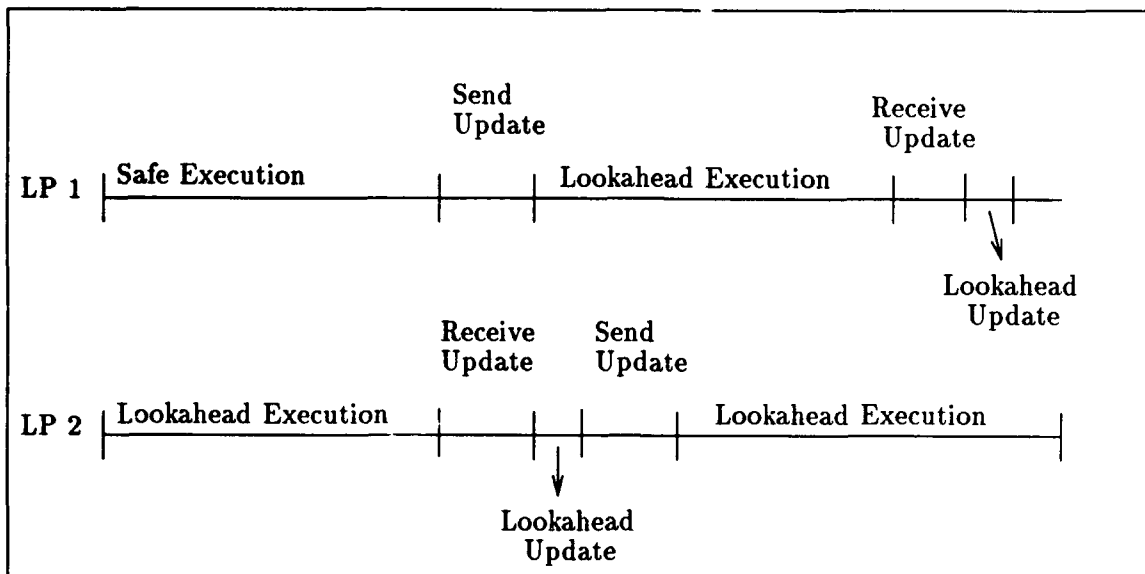 Send
Update
Receive
Update
LP 1
Safe Execution
Lookahead Execution
Lookahead
Update
Receive
Update
Send
Update
LP 2
Lookahead Execution
Lookahead Execution
Lookahead
Update